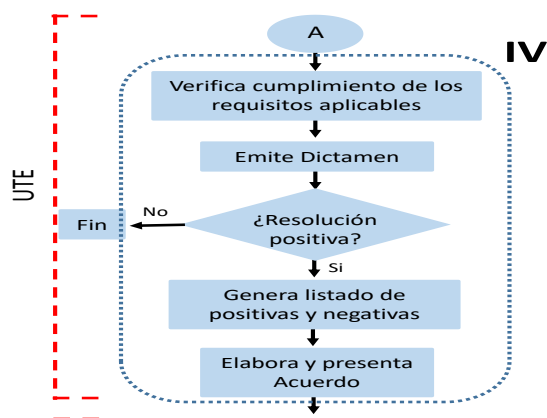 A
IV
Verifica cumplimiento de los
requisitos aplicables
Emite Dictamen
UTE
¿Resolución
positiva?
No
Fin
Si
Genera listado de
positivas y negativas
Elabora y presenta
Acuerdo